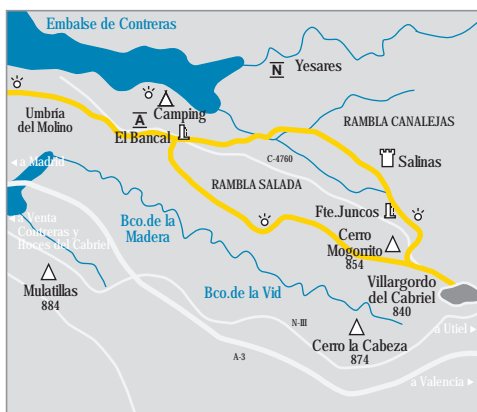 Embalse de Contreras
N
Yesares
A
Camping
Umbria
del Molino
El Bancal
RAMBLA CANALEJAS
C-4760
Salinas
◄ a Madrid
RAMBLA SALADA
Fte.Juncos
a Venta
Contreras y
Hoces del Cabriel
Bco.de la
Madera
Cerro
Mogorrito
854
Mulatillas
884
Bco.de la Vid
Villargordo
del Cabriel
840
N-III
Cerro la Cabeza
874
a Utiel ►
A-3
a Valencia ►